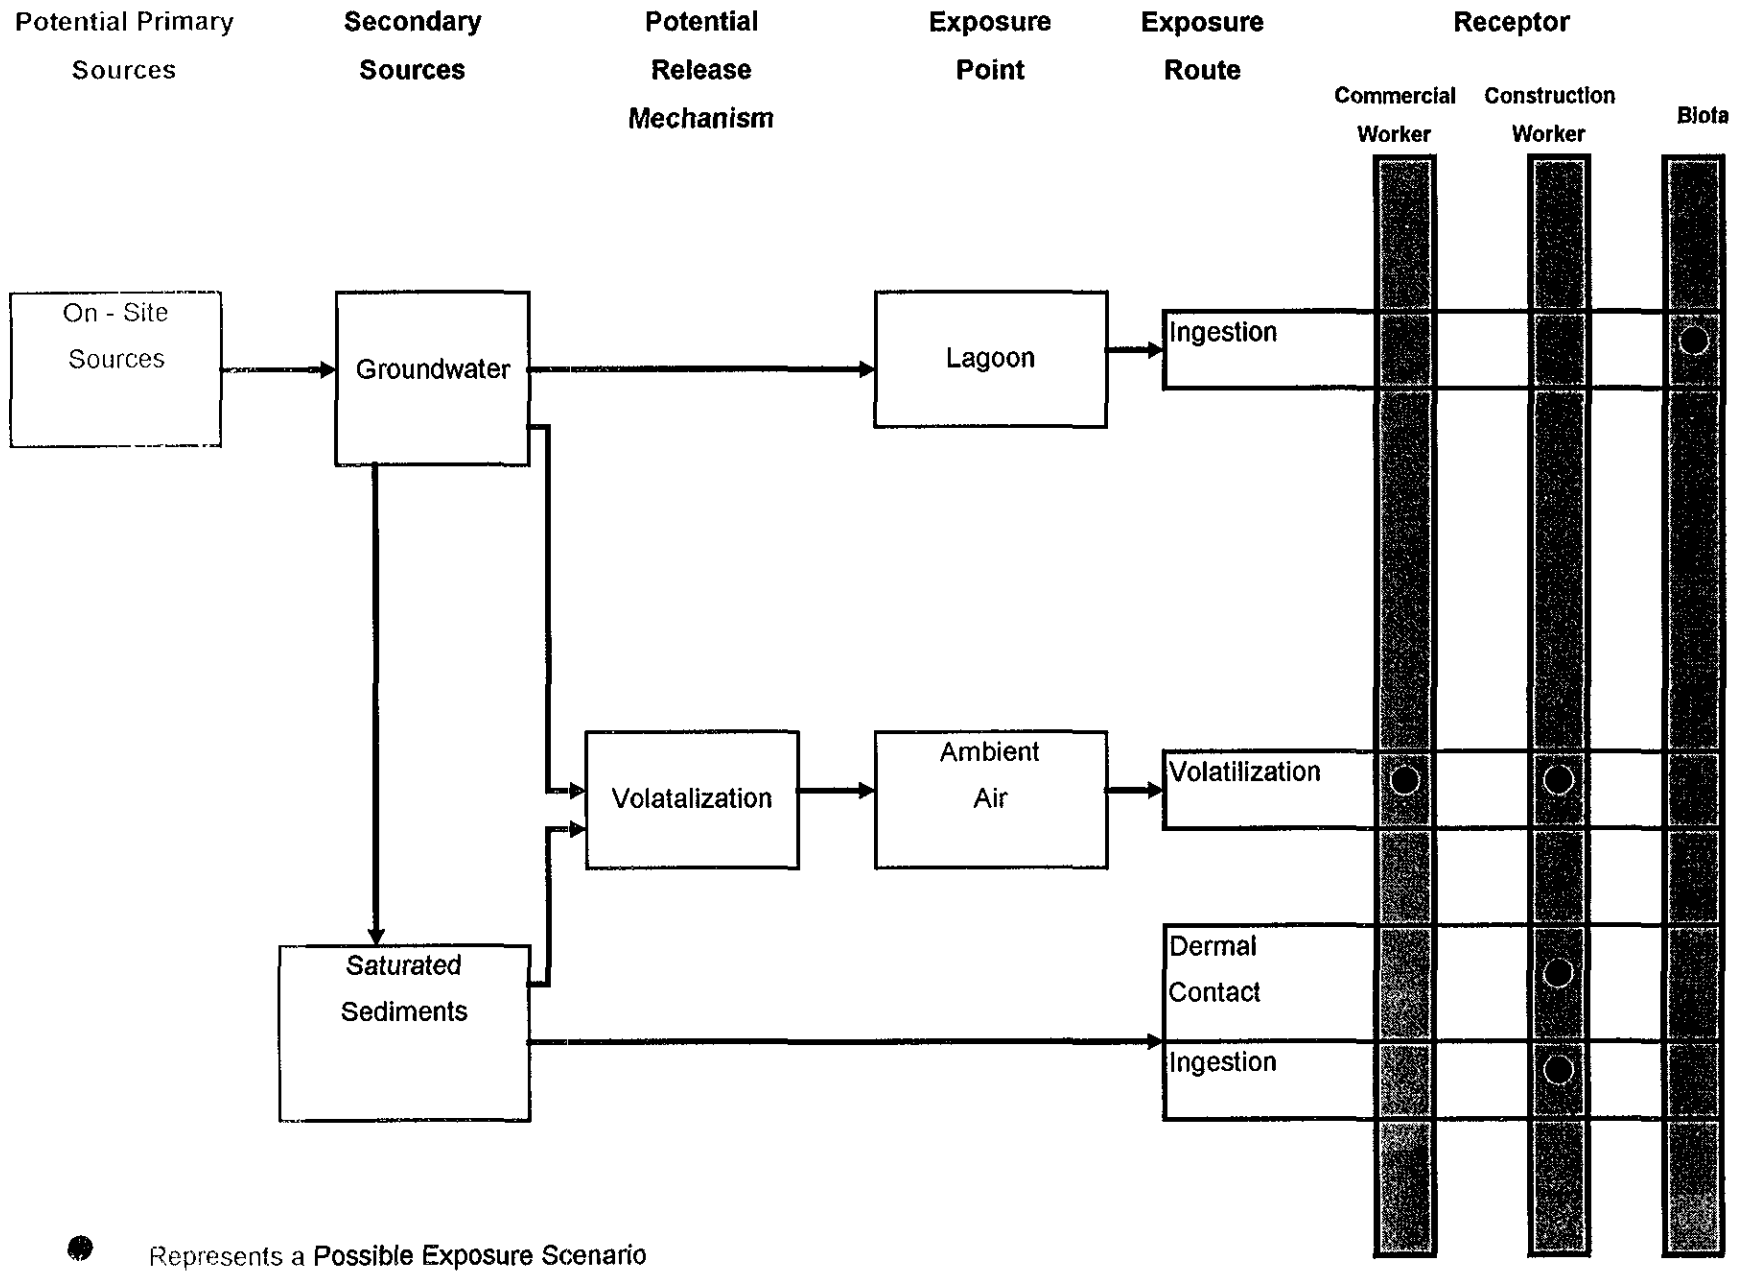 Potential Primary
Sources
Secondary
Sources
Potential
Release
Mechanism
Exposure
Point
Exposure
Route
Receptor
Commercial
Worker
Construction
Worker
Biota
On - Site
Sources
Groundwater
Lagoon
Ingestion
Volatalization
Ambient
Air
Volatilization
Saturated
Sediments
Dermal
Contact
Ingestion
Represents a Possible Exposure Scenario